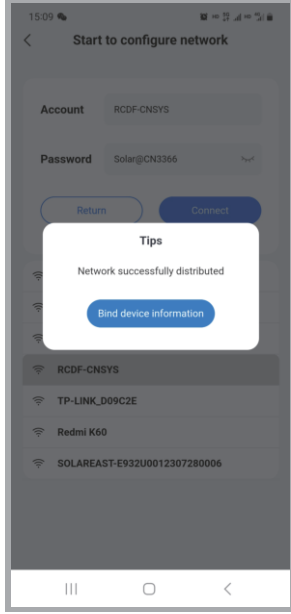 15:09
Start to configure network
Account RCDF-CNSYS
Password Solar@CN3366
Return Connect
Tips
Network successfully distributed
Bind device information
RCDF-CNSYS
TP-LINK_D09C2E
Redmi K60
SOLAREAST-E932U0012307280006